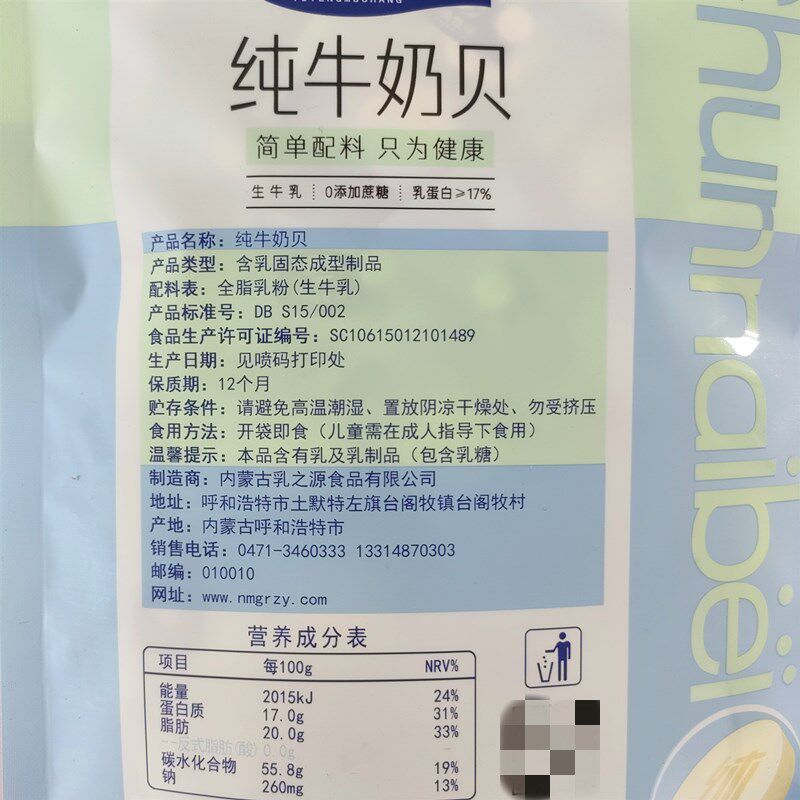 纯牛奶贝
简单配料 只为健康
生牛乳 0添加蔗糖 乳蛋白≥17%
产品名称：纯牛奶贝
产品类型：含乳固态成型制品
配料表：全脂乳粉(生牛乳)
产品标准号：DB S15/002
食品生产许可证编号：SC10615012101489
生产日期：见喷码打印处
保质期：12个月
贮存条件：请避免高温潮湿、置放阴凉干燥处、勿受挤压
食用方法：开袋即食（儿童需在成人指导下食用）
温馨提示：本品含有乳及乳制品（包含乳糖）
制造商：内蒙古乳之源食品有限公司
地址：呼和浩特市土默特左旗台阁牧镇台阁牧村
产地：内蒙古呼和浩特市
销售电话：0471-3460333 13314870303
邮编：010010
网址：www.nmgrzy.com
营养成分表
项目 每100g NRV%
能量 2015kJ 24%
蛋白质 17.0g 31%
脂肪 20.0g 33%
--反式脂肪(酸) 0.0g
碳水化合物 55.8g 19%
钠 260mg 13%
chunnaibei